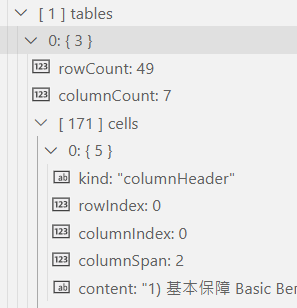 [ 1 ] tables
0: { 3 }
123 rowCount: 49
123 columnCount: 7
[ 171 ] cells
0: { 5 }
ab kind: "columnHeader"
123 rowIndex: 0
123 columnIndex: 0
123 columnSpan: 2
ab content: "1) 基本保障 Basic Ber